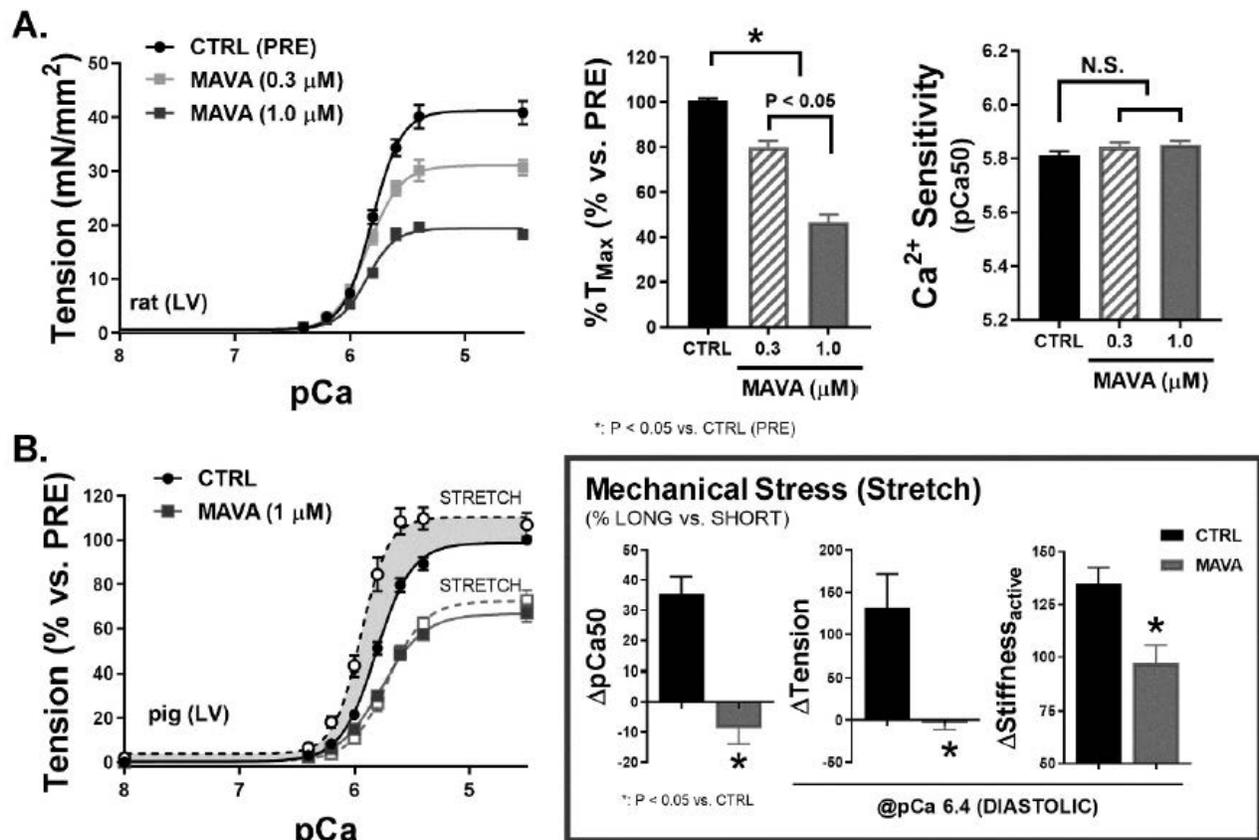 A.
CTRL (PRE)
MAVA (0.3 μM)
MAVA (1.0 μM)
Tension (mN/mm²)
50
40
30
20
10
0
rat (LV)
8 7 6 5
pCa
% TMax (% vs. PRE)
120
100
80
60
40
20
0
*
P < 0.05
CTRL 0.3 1.0
MAVA (μM)
*: P < 0.05 vs. CTRL (PRE)
Ca2+ Sensitivity
(pCa50)
6.2
6.0
5.8
5.6
5.4
5.2
N.S.
CTRL 0.3 1.0
MAVA (μM)
B.
CTRL
MAVA (1 μM)
Tension (% vs. PRE)
120
100
80
60
40
20
0
STRETCH
STRETCH
pig (LV)
8 7 6 5
pCa
Mechanical Stress (Stretch)
(% LONG vs. SHORT)
CTRL
MAVA
ΔpCa50
50
40
30
20
10
0
-10
-20
*
*: P < 0.05 vs. CTRL
ΔTension
200
150
100
50
0
-50
*
ΔStiffnessactive
150
125
100
75
50
*
@pCa 6.4 (DIASTOLIC)